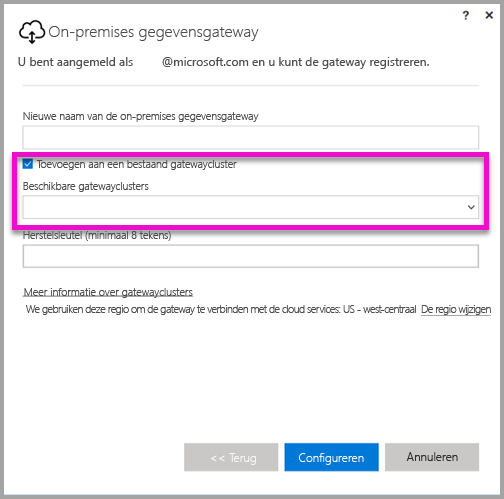 ? ×
On-premises gegevensgateway
U bent aangemeld als @microsoft.com en u kunt de gateway registreren.
Nieuwe naam van de on-premises gegevensgateway
Toevoegen aan een bestaand gatewaycluster
Beschikbare gatewayclusters
Herstelsleutel (minimaal 8 tekens)
Meer informatie over gatewayclusters
We gebruiken deze regio om de gateway te verbinden met de cloud services: US - west-centraal De regio wijzigen
<< Terug Configureren Annuleren